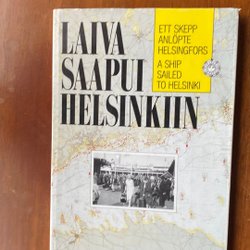 LAIVA
SAAPUI
HELSINKIIN
ETT SKEPP
ANLÖPTE
HELSINGFORS
A SHIP
SAILED
TO HELSINKI